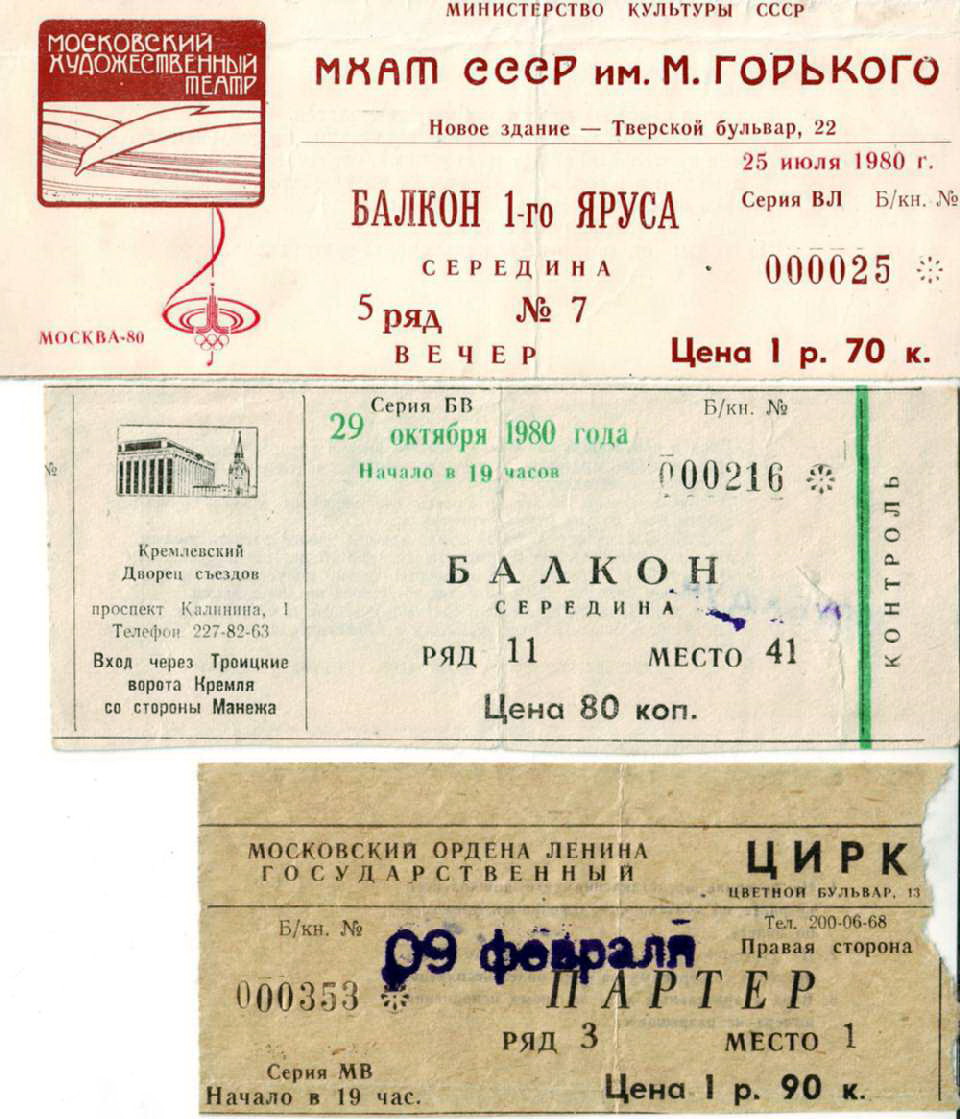 МИНИСТЕРСТВО КУЛЬТУРЫ СССР
МОСКОВСКИЙ
ХУДОЖЕСТВЕННЫЙ
ТЕАТР
МХАТ СССР им. М. ГОРЬКОГО
Новое здание — Тверской бульвар, 22
25 июля 1980 г.
БАЛКОН 1-го ЯРУСА
Серия ВЛ Б/кн. №
СЕРЕДИНА
000025
5 ряд № 7
МОСКВА-80
ВЕЧЕР
Цена 1 р. 70 к.
№
Кремлевский
Дворец съездов
проспект Калинина, 1
Телефон 227-82-63
Вход через Троицкие
ворота Кремля
со стороны Манежа
Серия БВ
Б/кн. №
29 октября 1980 года
Начало в 19 часов
000216
БАЛКОН
СЕРЕДИНА
РЯД 11 МЕСТО 41
Цена 80 коп.
КОНТРОЛЬ
МОСКОВСКИЙ ОРДЕНА ЛЕНИНА
ГОСУДАРСТВЕННЫЙ
ЦИРК
ЦВЕТНОЙ БУЛЬВАР, 13
Б/кн. №
Тел. 200-06-68
Правая сторона
09 февраля
000353
ПАРТЕР
РЯД 3 МЕСТО 1
Серия МВ
Начало в 19 час.
Цена 1 р. 90 к.